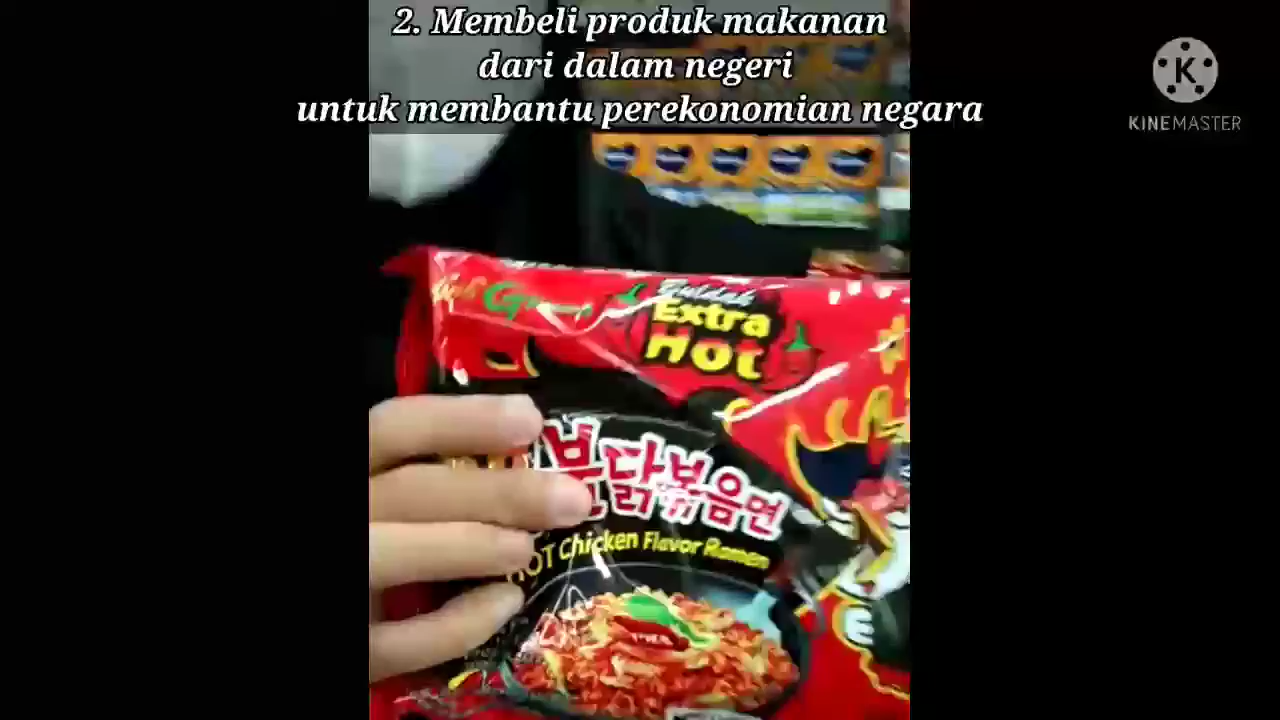 2. Membeli produk makanan
dari dalam negeri
untuk membantu perekonomian negara
K
KINEMASTER
Extra
Hot
불닭볶음면
HOT Chicken Flavor Ramen